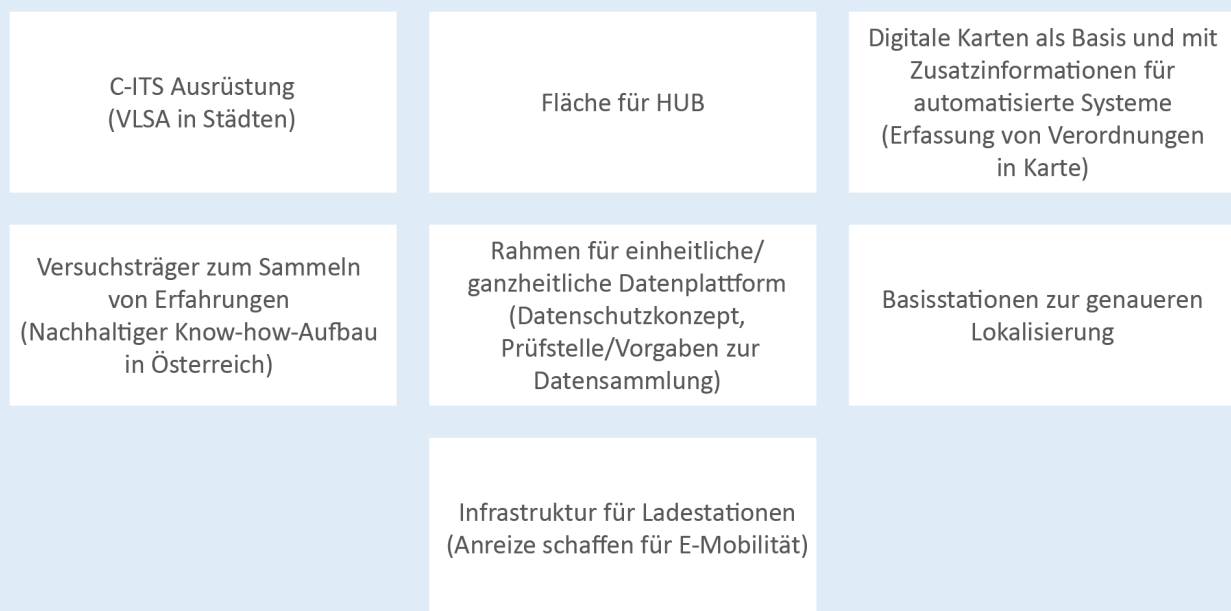 C-ITS Ausrüstung
(VLSA in Städten)
Fläche für HUB
Digitale Karten als Basis und mit
Zusatzinformationen für
automatisierte Systeme
(Erfassung von Verordnungen
in Karte)
Versuchsträger zum Sammeln
von Erfahrungen
(Nachhaltiger Know-how-Aufbau
in Österreich)
Rahmen für einheitliche/
ganzheitliche Datenplattform
(Datenschutzkonzept,
Prüfstelle/Vorgaben zur
Datensammlung)
Basisstationen zur genaueren
Lokalisierung
Infrastruktur für Ladestationen
(Anreize schaffen für E-Mobilität)